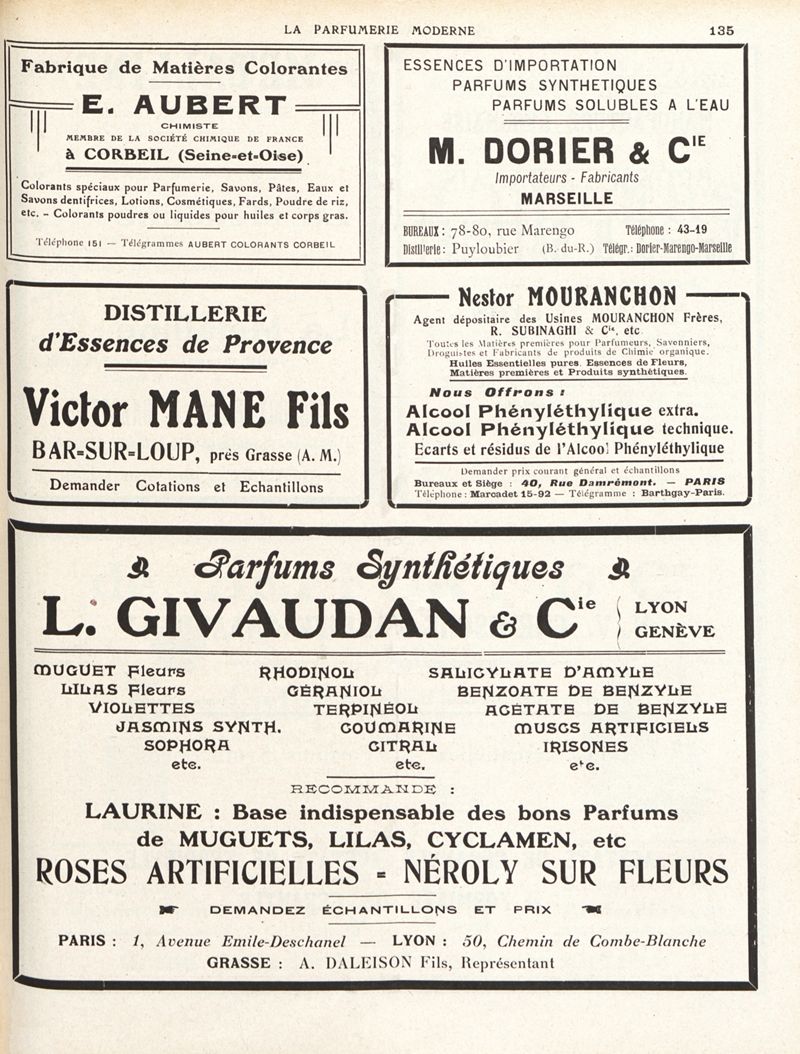 LA PARFUMERIE MODERNE
135
Fabrique de Matières Colorantes
E. AUBERT
CHIMISTE
MEMBRE DE LA SOCIÉTÉ CHIMIQUE DE FRANCE
à CORBEIL (Seine-et-Oise)
Colorants spéciaux pour Parfumerie, Savons, Pâtes, Eaux et
Savons dentifrices, Lotions, Cosmétiques, Fards, Poudre de riz,
etc. - Colorants poudres ou liquides pour huiles et corps gras.
Téléphone 151 — Télégrammes AUBERT COLORANTS CORBEIL
ESSENCES D'IMPORTATION
PARFUMS SYNTHETIQUES
PARFUMS SOLUBLES A L'EAU
M. DORIER & CIE
Importateurs - Fabricants
MARSEILLE
BUREAUX : 78-80, rue Marengo Téléphone : 43-19
Distillerie : Puyloubier (B.-du-R.) Télégr. : Dorier-Marengo-Marseille
DISTILLERIE
d'Essences de Provence
Victor MANE Fils
BAR-SUR-LOUP, près Grasse (A. M.)
Demander Cotations et Echantillons
Nestor MOURANCHON
Agent dépositaire des Usines MOURANCHON Frères,
R. SUBINAGHI & Cie, etc
Toutes les Matières premières pour Parfumeurs, Savonniers,
Droguistes et Fabricants de produits de Chimie organique.
Huiles Essentielles pures, Essences de Fleurs,
Matières premières et Produits synthétiques.
Nous Offrons :
Alcool Phényléthylique extra.
Alcool Phényléthylique technique.
Ecarts et résidus de l'Alcool Phényléthylique
Demander prix courant général et échantillons
Bureaux et Siège : 40, Rue Damrémont. — PARIS
Téléphone : Marcadet 15-92 — Télégramme : Barthgay-Paris.
Parfums Synthétiques
L. GIVAUDAN & Cie { LYON
GENÈVE
MUGUET Fleurs RHODINOL SALICYLATE D'AMYLE
LILAS Fleurs GÉRANIOL BENZOATE DE BENZYLE
VIOLETTES TERPINÉOL ACÉTATE DE BENZYLE
JASMINS SYNTH. COUMARINE MUSCS ARTIFICIELS
SOPHORA CITRAL IRISONES
etc. etc. etc.
RECOMMANDE :
LAURINE : Base indispensable des bons Parfums
de MUGUETS, LILAS, CYCLAMEN, etc
ROSES ARTIFICIELLES - NÉROLY SUR FLEURS
DEMANDEZ ÉCHANTILLONS ET PRIX
PARIS : 1, Avenue Emile-Deschanel — LYON : 50, Chemin de Combe-Blanche
GRASSE : A. DALEISON Fils, Représentant